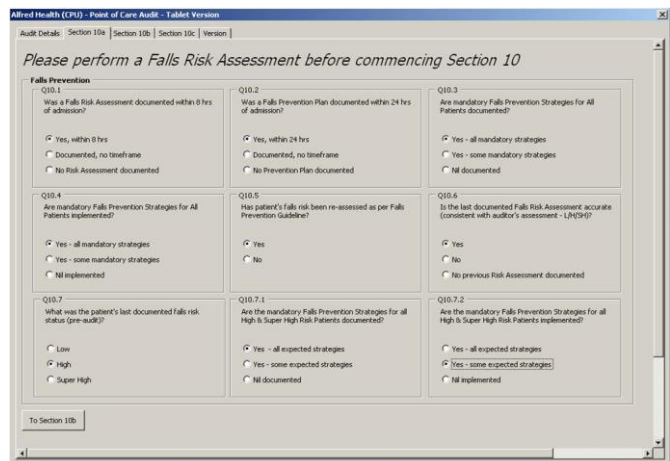 Alfred Health (CPU) - Point of Care Audit - Tablet Version
Audit Details Section 10a Section 10b Section 10c Version
Please perform a Falls Risk Assessment before commencing Section 10
Falls Prevention
Q10.1
Was a Falls Risk Assessment documented within 8 hrs
of admission?
Yes, within 8 hrs
Documented, no timeframe
No Risk Assessment documented
Q10.2
Was a Falls Prevention Plan documented within 24 hrs
of admission?
Yes, within 24 hrs
Documented, no timeframe
No Prevention Plan documented
Q10.3
Are mandatory Falls Prevention Strategies for All
Patients documented?
Yes - all mandatory strategies
Yes - some mandatory strategies
Nil documented
Q10.4
Are mandatory Falls Prevention Strategies for All
Patients implemented?
Yes - all mandatory strategies
Yes - some mandatory strategies
Nil implemented
Q10.5
Has patient's falls risk been re-assessed as per Falls
Prevention Guideline?
Yes
No
Q10.6
Is the last documented Falls Risk Assessment accurate
(consistent with auditor's assessment - L/H/SH)?
Yes
No
No previous Risk Assessment documented
Q10.7
What was the patient's last documented falls risk
status (pre-audit)?
Low
High
Super High
Q10.7.1
Are the mandatory Falls Prevention Strategies for all
High & Super High Risk Patients documented?
Yes - all expected strategies
Yes - some expected strategies
Nil documented
Q10.7.2
Are the mandatory Falls Prevention Strategies for all
High & Super High Risk Patients implemented?
Yes - all expected strategies
Yes - some expected strategies
Nil implemented
To Section 10b